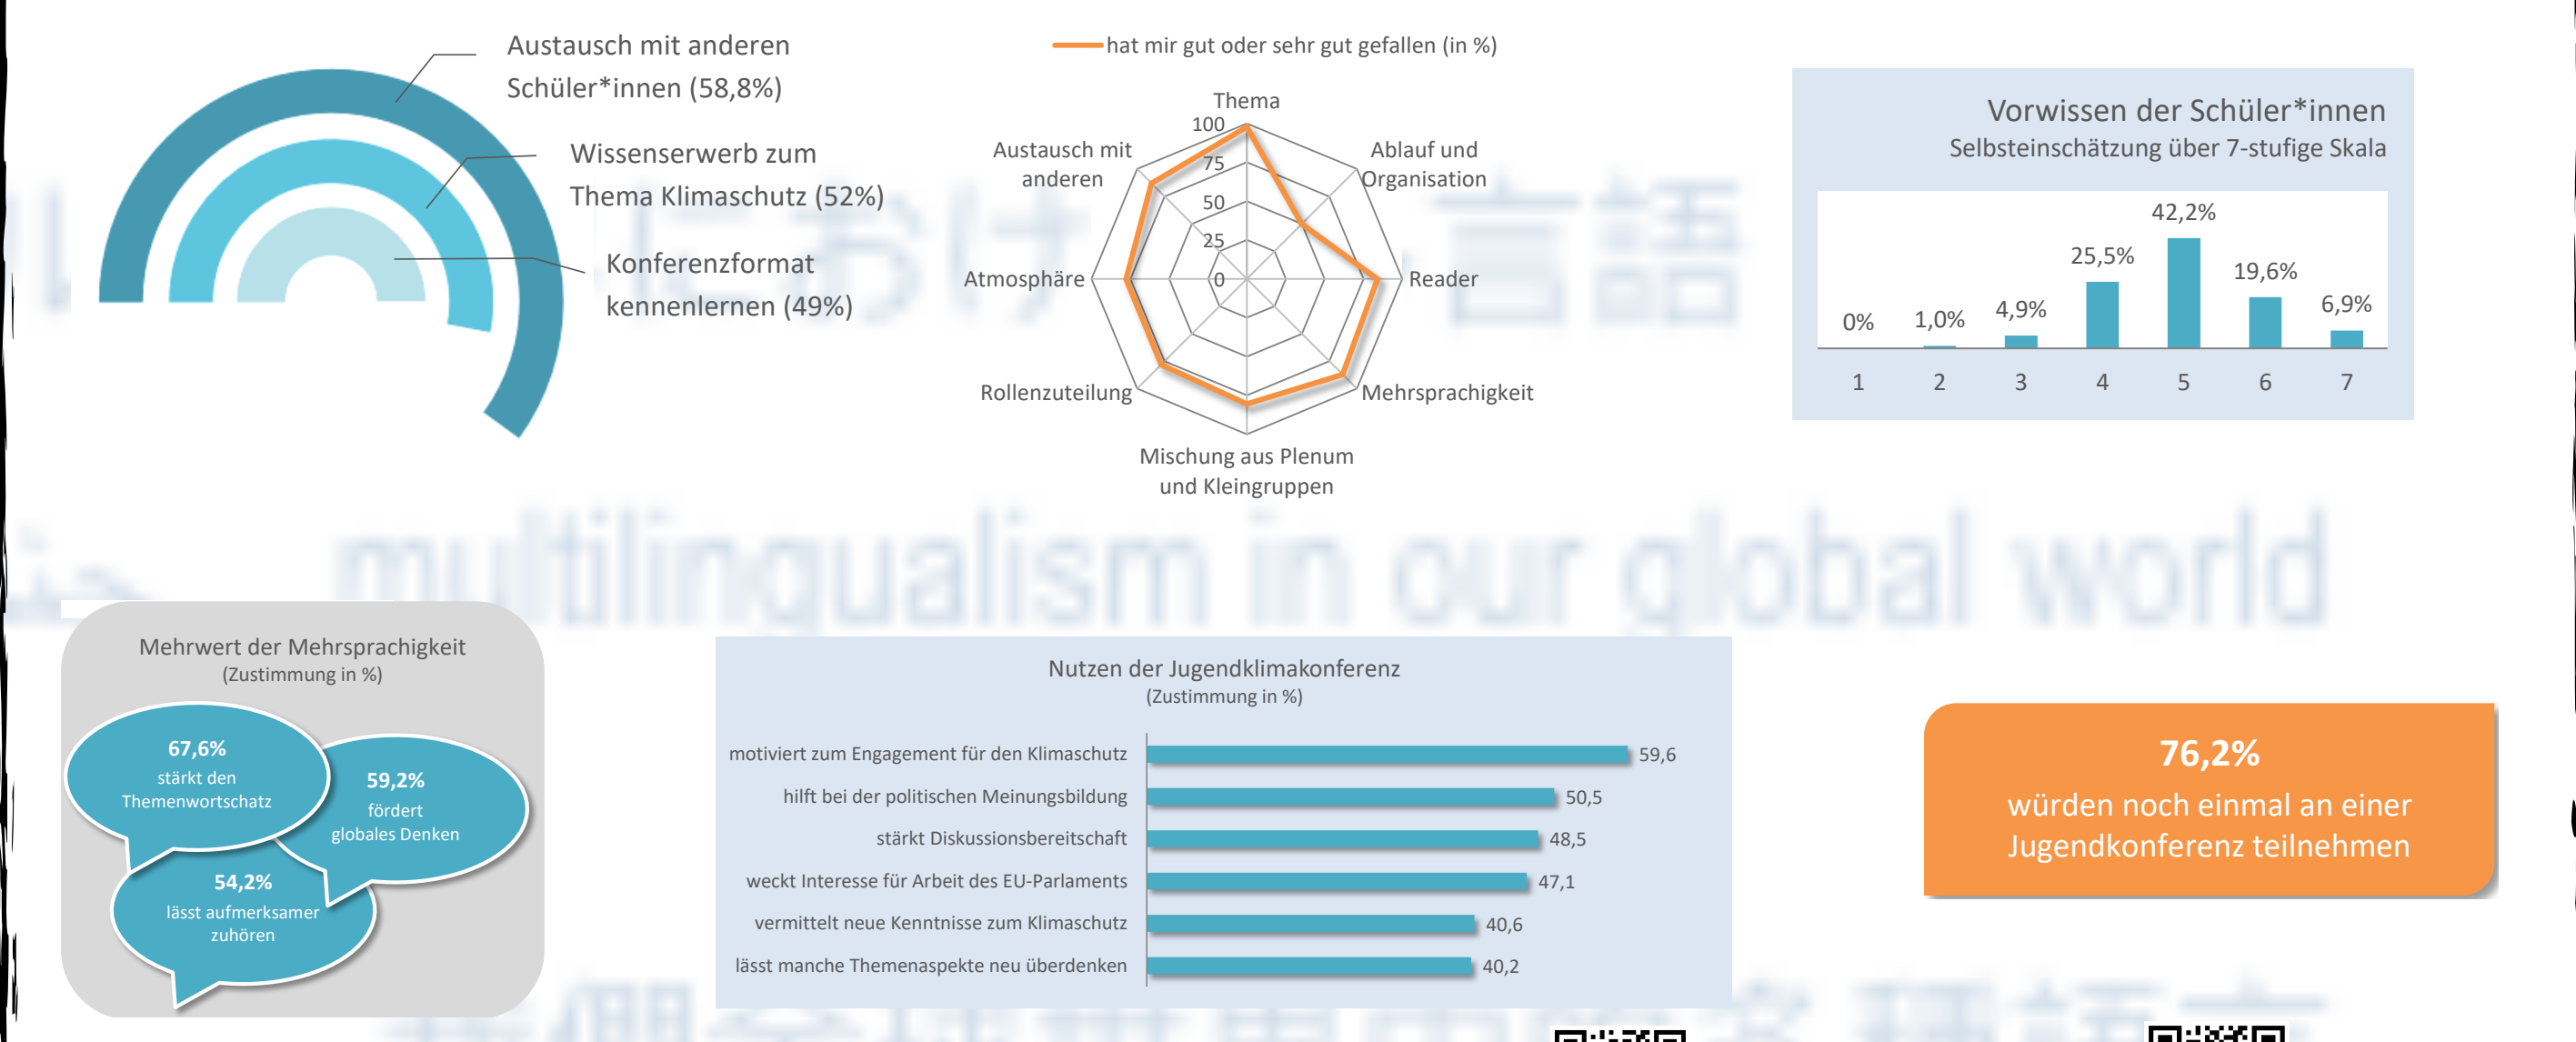 Austausch mit anderen
Schüler*innen (58,8%)
Wissenserwerb zum
Thema Klimaschutz (52%)
Konferenzformat
kennenlernen (49%)
hat mir gut oder sehr gut gefallen (in %)
Thema
100
75
50
25
0
Ablauf und
Organisation
Reader
Mehrsprachigkeit
Mischung aus Plenum
und Kleingruppen
Rollenzuteilung
Atmosphäre
Austausch mit
anderen
Vorwissen der Schüler*innen
Selbsteinschätzung über 7-stufige Skala
0% 1,0% 4,9% 25,5% 42,2% 19,6% 6,9%
1 2 3 4 5 6 7
multilingualism in our global world
Mehrwert der Mehrsprachigkeit
(Zustimmung in %)
67,6%
stärkt den
Themenwortschatz
59,2%
fördert
globales Denken
54,2%
lässt aufmerksamer
zuhören
Nutzen der Jugendklimakonferenz
(Zustimmung in %)
motiviert zum Engagement für den Klimaschutz 59,6
hilft bei der politischen Meinungsbildung 50,5
stärkt Diskussionsbereitschaft 48,5
weckt Interesse für Arbeit des EU-Parlaments 47,1
vermittelt neue Kenntnisse zum Klimaschutz 40,6
lässt manche Themenaspekte neu überdenken 40,2
76,2%
würden noch einmal an einer
Jugendkonferenz teilnehmen